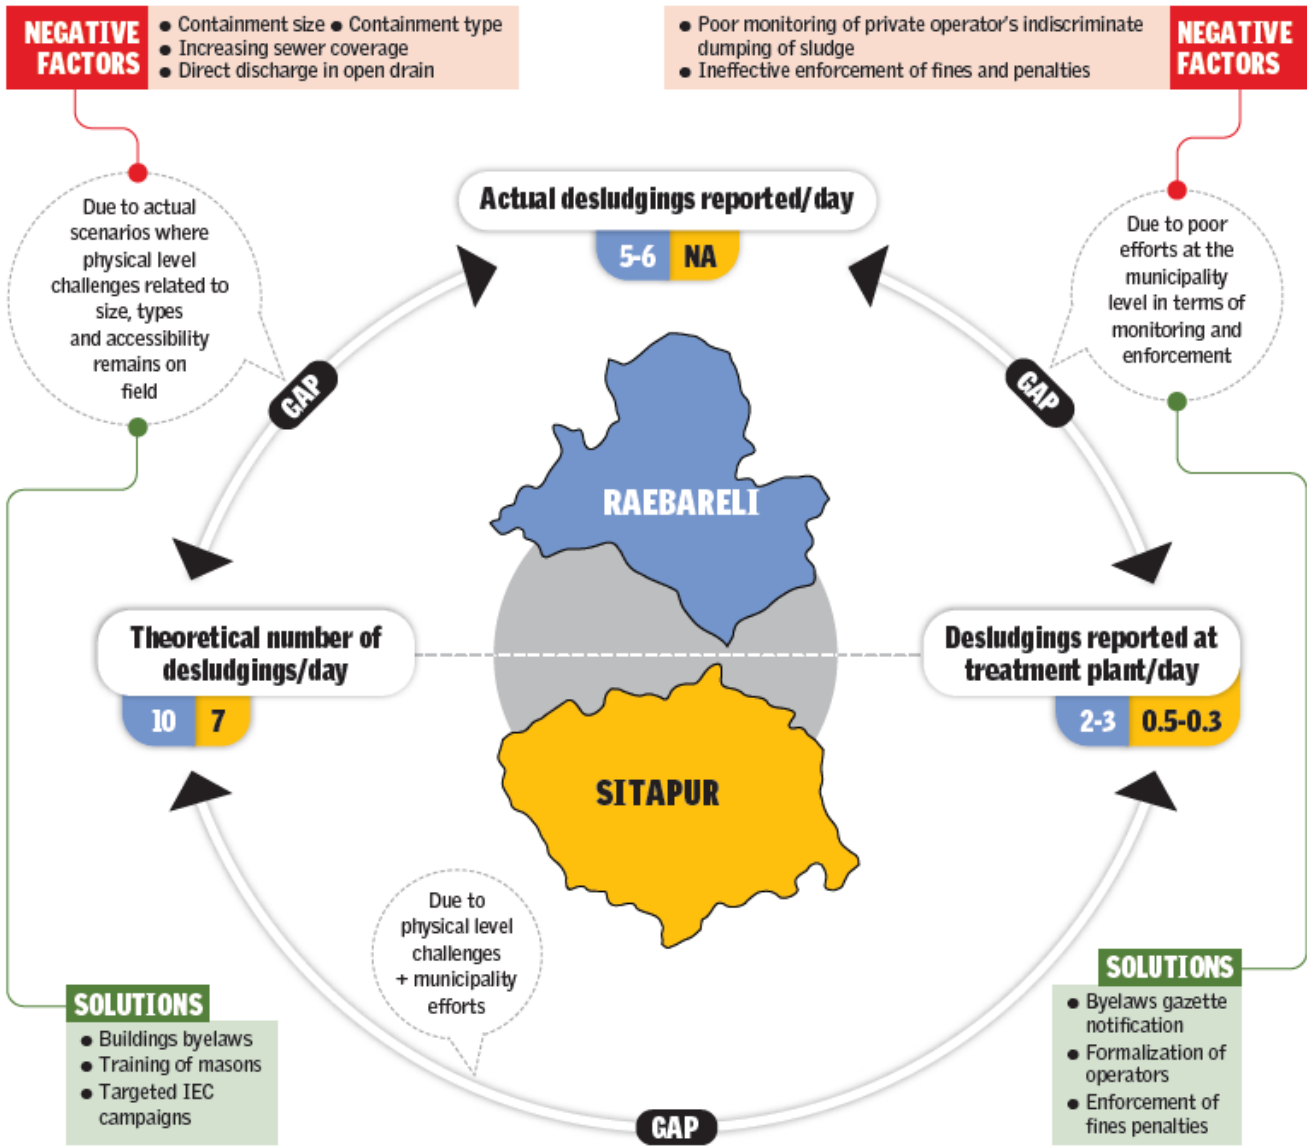 NEGATIVE
FACTORS
● Containment size ● Containment type
● Increasing sewer coverage
● Direct discharge in open drain
● Poor monitoring of private operator's indiscriminate
dumping of sludge
● Ineffective enforcement of fines and penalties
NEGATIVE
FACTORS
Due to actual
scenarios where
physical level
challenges related to
size, types
and accessibility
remains on
field
Actual desludgings reported/day
5-6 NA
Due to poor
efforts at the
municipality
level in terms of
monitoring and
enforcement
GAP
GAP
RAEBARELI
Theoretical number of
desludgings/day
10 7
Desludgings reported at
treatment plant/day
2-3 0.5-0.3
SITAPUR
Due to
physical level
challenges
+ municipality
efforts
SOLUTIONS
● Buildings byelaws
● Training of masons
● Targeted IEC
campaigns
SOLUTIONS
● Byelaws gazette
notification
● Formalization of
operators
● Enforcement of
fines penalties
GAP